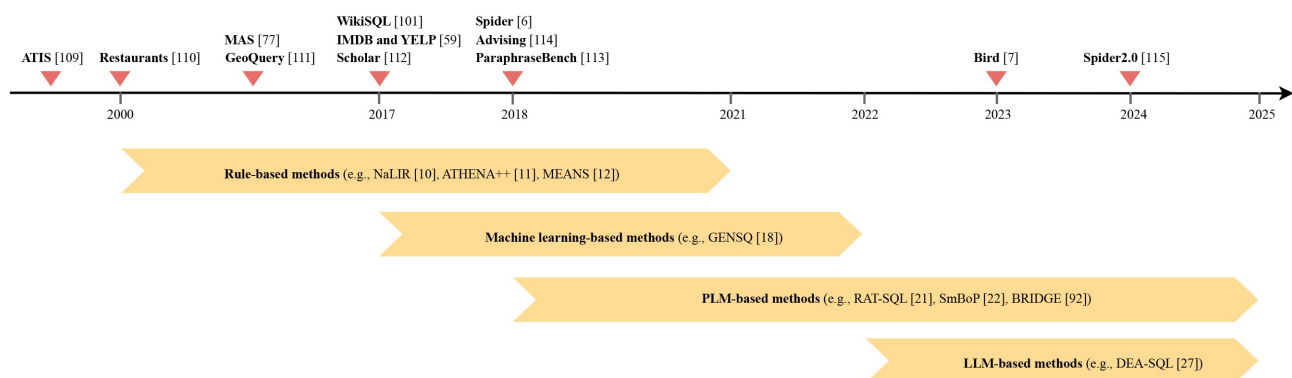 WikiSQL [101]
Spider [6]
MAS [77]
IMDB and YELP [59]
Advising [114]
ATIS [109]
Restaurants [110]
GeoQuery [111]
Scholar [112]
ParaphraseBench [113]
Bird [7]
Spider2.0 [115]
2000
2017
2018
2021
2022
2023
2024
2025
Rule-based methods (e.g., NaLIR [10], ATHENA++ [11], MEANS [12])
Machine learning-based methods (e.g., GENSQ [18])
PLM-based methods (e.g., RAT-SQL [21], SmBoP [22], BRIDGE [92])
LLM-based methods (e.g., DEA-SQL [27])